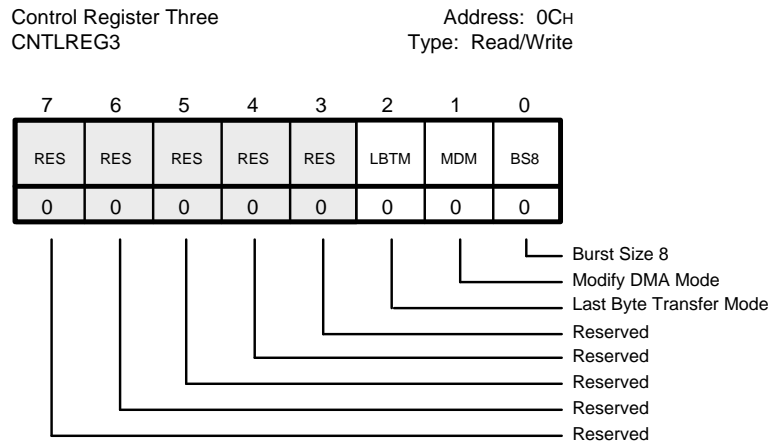 Control Register Three
CNTLREG3
Address: 0CH
Type: Read/Write
7 6 5 4 3 2 1 0
RES RES RES RES RES LBTM MDM BS8
0 0 0 0 0 0 0 0
Burst Size 8
Modify DMA Mode
Last Byte Transfer Mode
Reserved
Reserved
Reserved
Reserved
Reserved